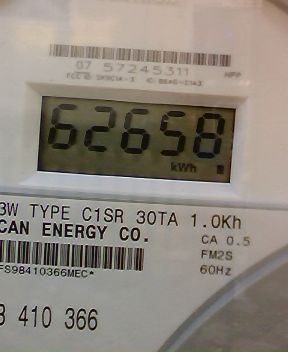 07 57245311
HPP
62658
kWh
3W TYPE C1SR 30TA 1.0Kh
CAN ENERGY CO.
CA 0.5
FM2S
60Hz
FS98410366MEC*
3 410 366